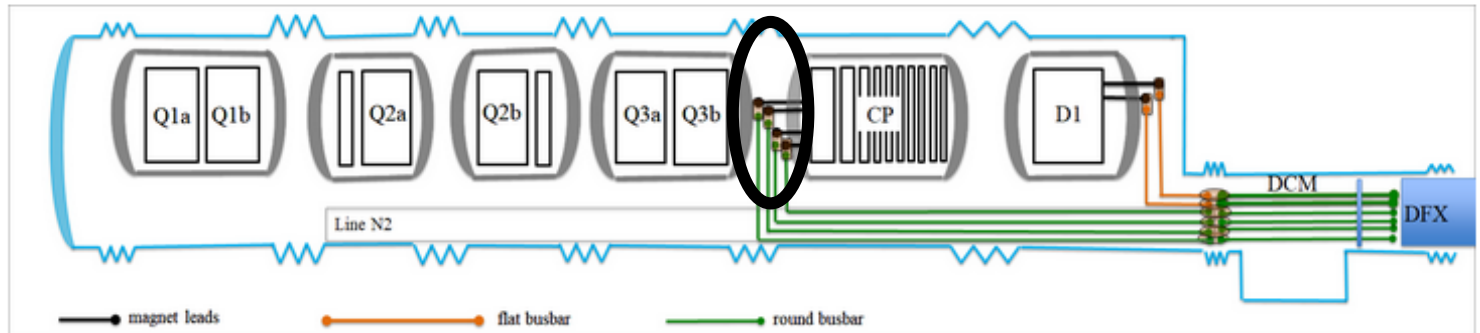 Q1a Q1b Q2a Q2b Q3a Q3b CP D1
DCM
DFX
Line N2
magnet leads flat busbar round busbar